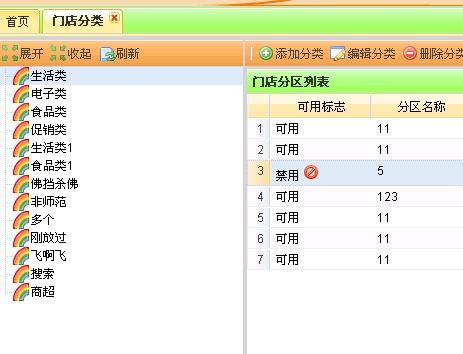 首页 门店分类
展开 收起 刷新
生活类
电子类
食品类
促销类
生活类1
食品类1
佛挡杀佛
非师范
多个
刚放过
飞啊飞
搜索
商超
添加分类 编辑分类 删除分类
门店分区列表
可用标志 分区名称
1 可用 11
2 可用 11
3 禁用 5
4 可用 123
5 可用 11
6 可用 11
7 可用 11